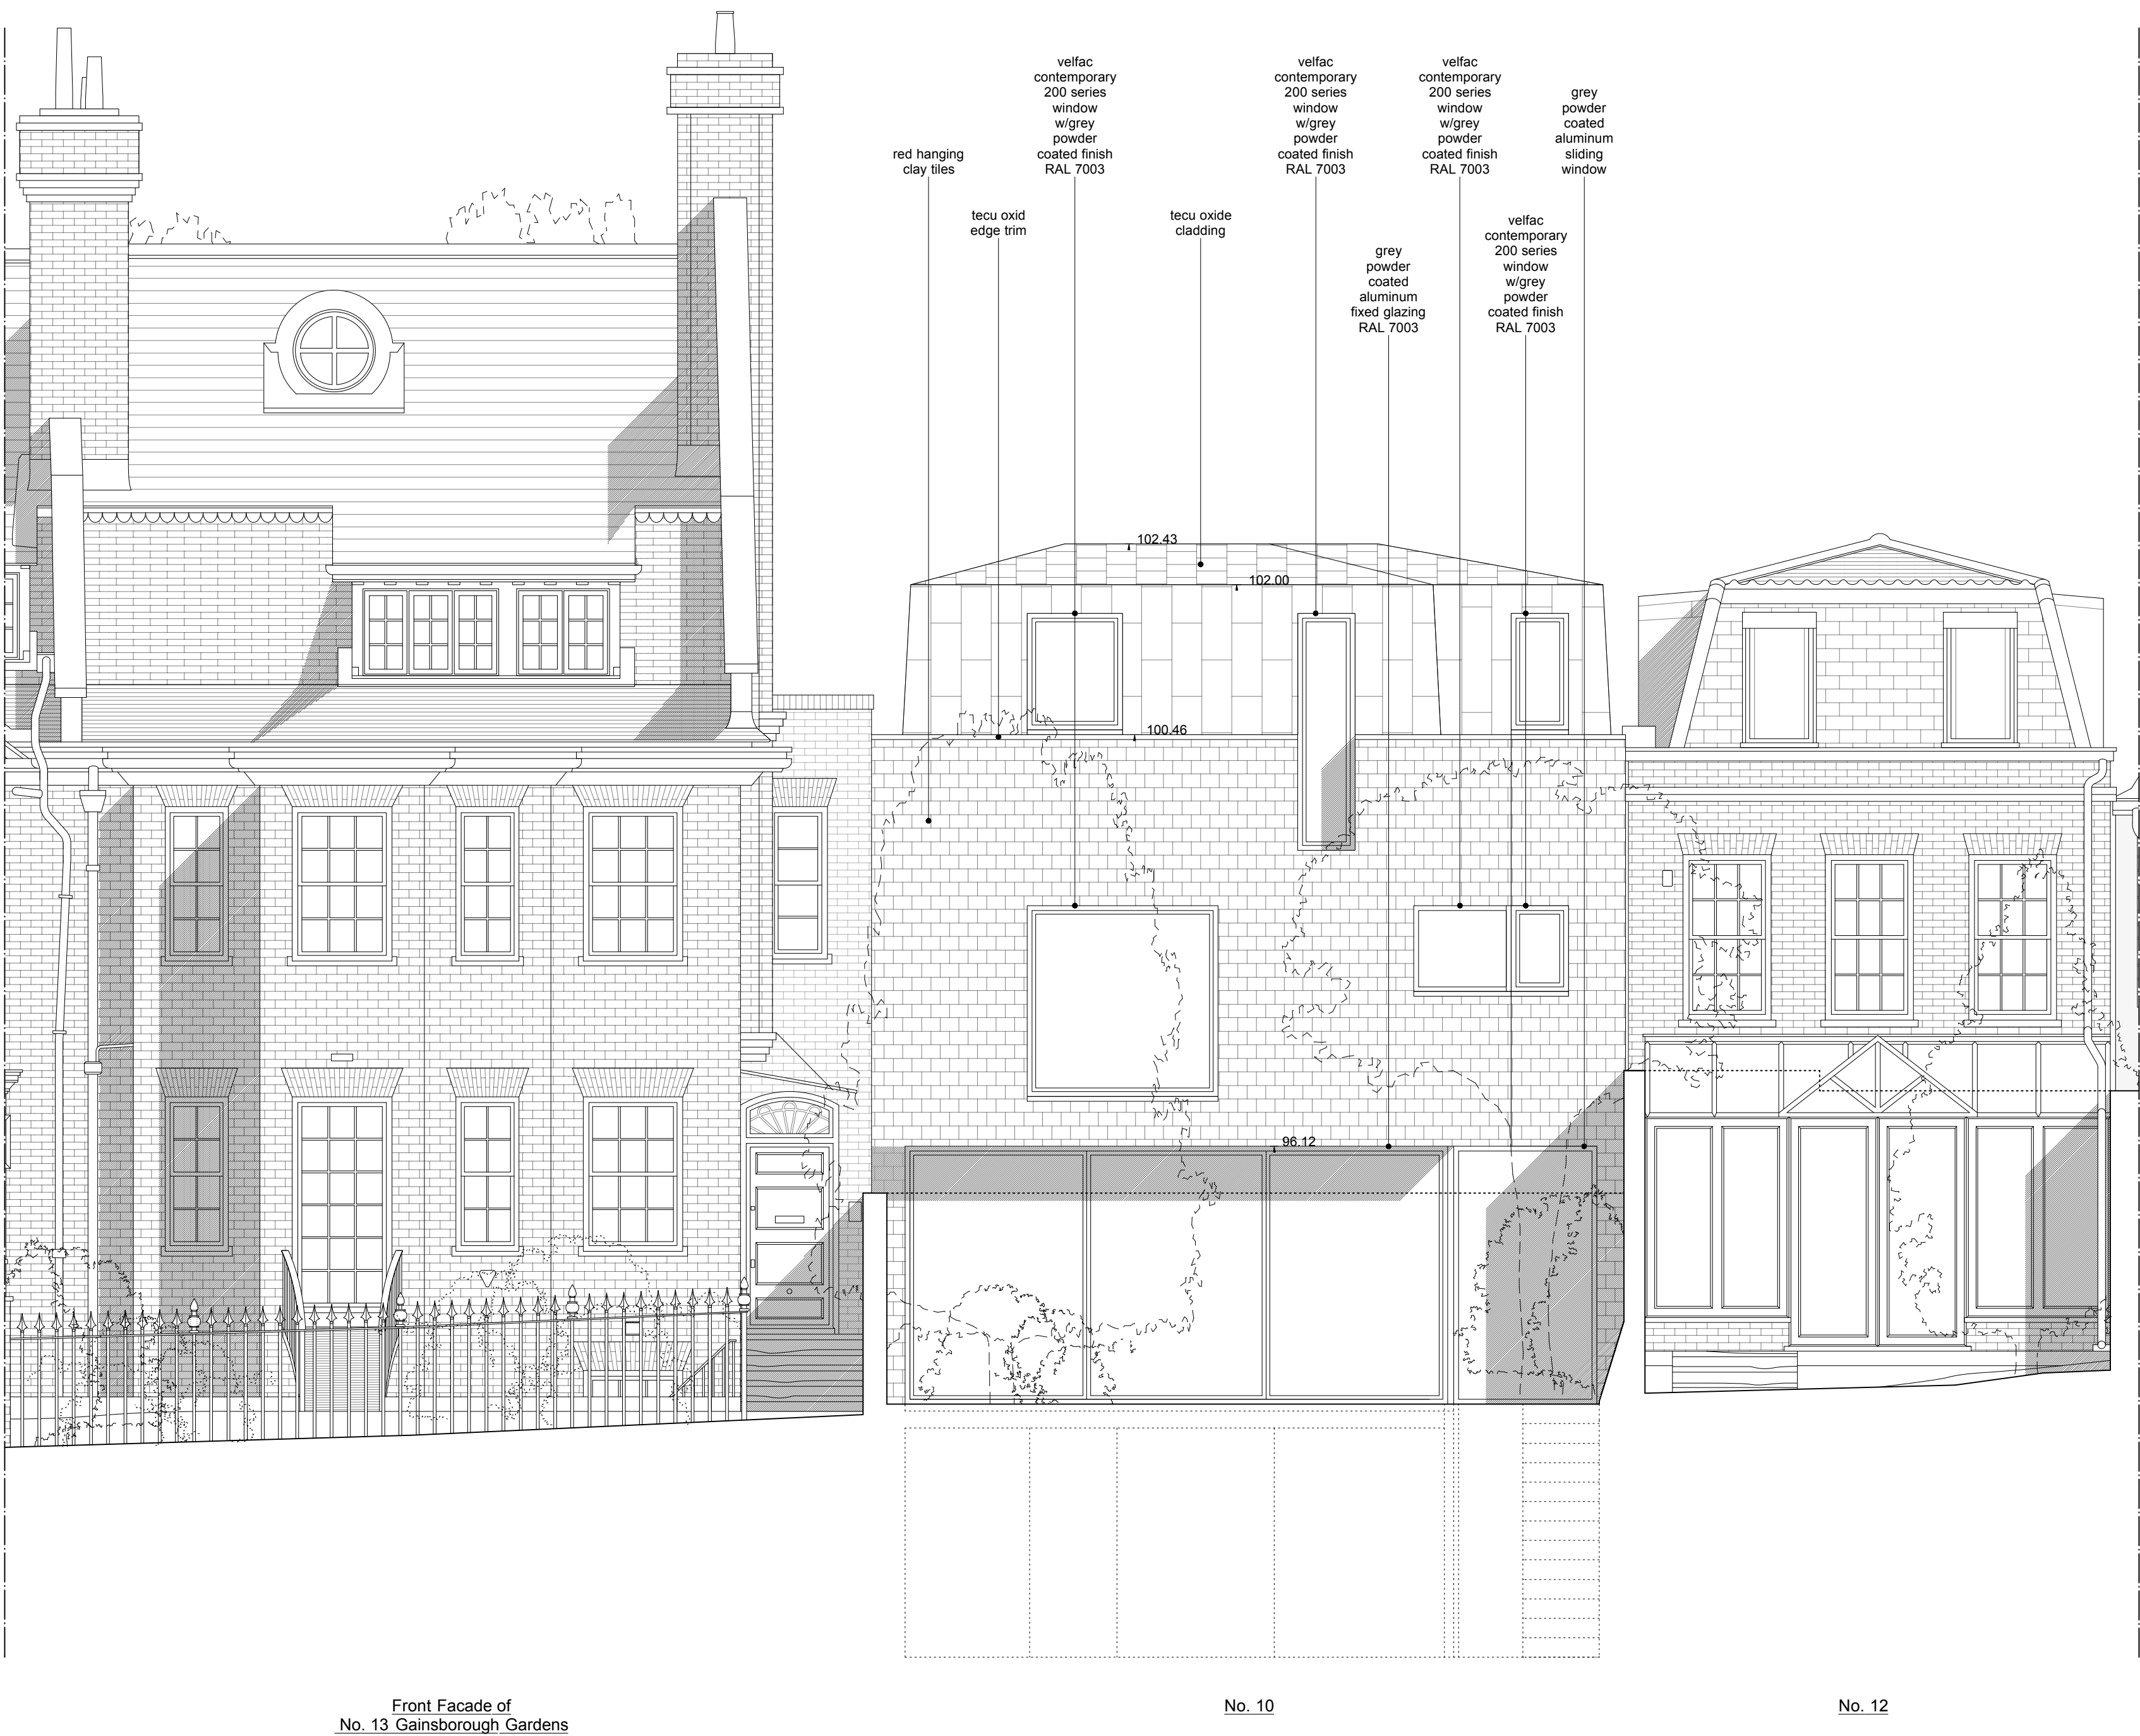 velfac
contemporary
200 series
window
w/grey
powder
coated finish
RAL 7003
velfac
contemporary
200 series
window
w/grey
powder
coated finish
RAL 7003
velfac
contemporary
200 series
window
w/grey
powder
coated finish
RAL 7003
grey
powder
coated
aluminum
sliding
window
red hanging
clay tiles
tecu oxid
edge trim
tecu oxide
cladding
velfac
contemporary
200 series
window
w/grey
powder
coated finish
RAL 7003
grey
powder
coated
aluminum
fixed glazing
RAL 7003
102.43
102.00
100.46
96.12
Front Facade of
No. 13 Gainsborough Gardens
No. 10
No. 12